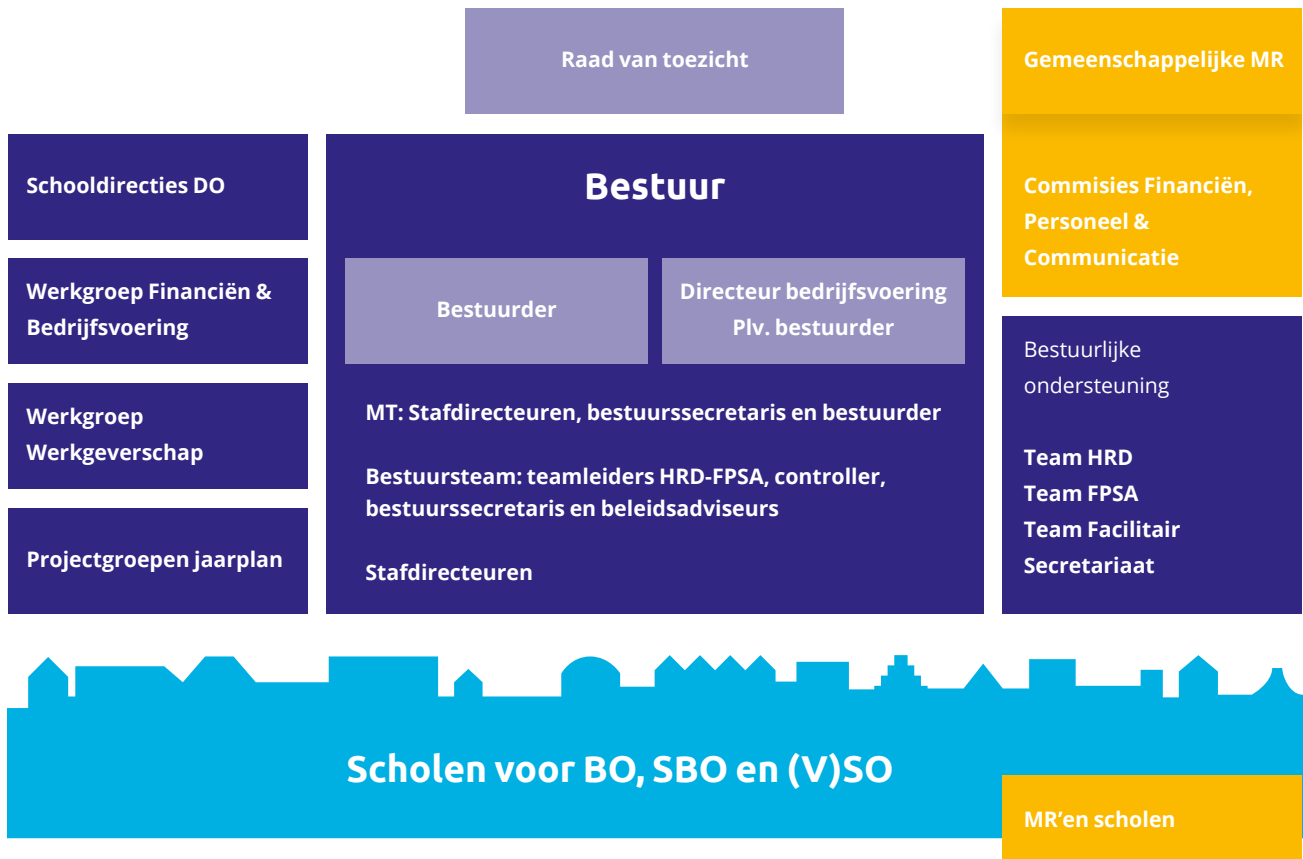 Raad van toezicht
Gemeenschappelijke MR
Commisies Financiën,
Personeel &
Communicatie
Schooldirecties DO
Werkgroep Financiën &
Bedrijfsvoering
Werkgroep
Werkgeverschap
Projectgroepen jaarplan
Bestuur
Bestuurder
Directeur bedrijfsvoering
Plv. bestuurder
MT: Stafdirecteuren, bestuurssecretaris en bestuurder
Bestuursteam: teamleiders HRD-FPSA, controller,
bestuurssecretaris en beleidsadviseurs
Stafdirecteuren
Bestuurlijke
ondersteuning
Team HRD
Team FPSA
Team Facilitair
Secretariaat
Scholen voor BO, SBO en (V)SO
MR’en scholen